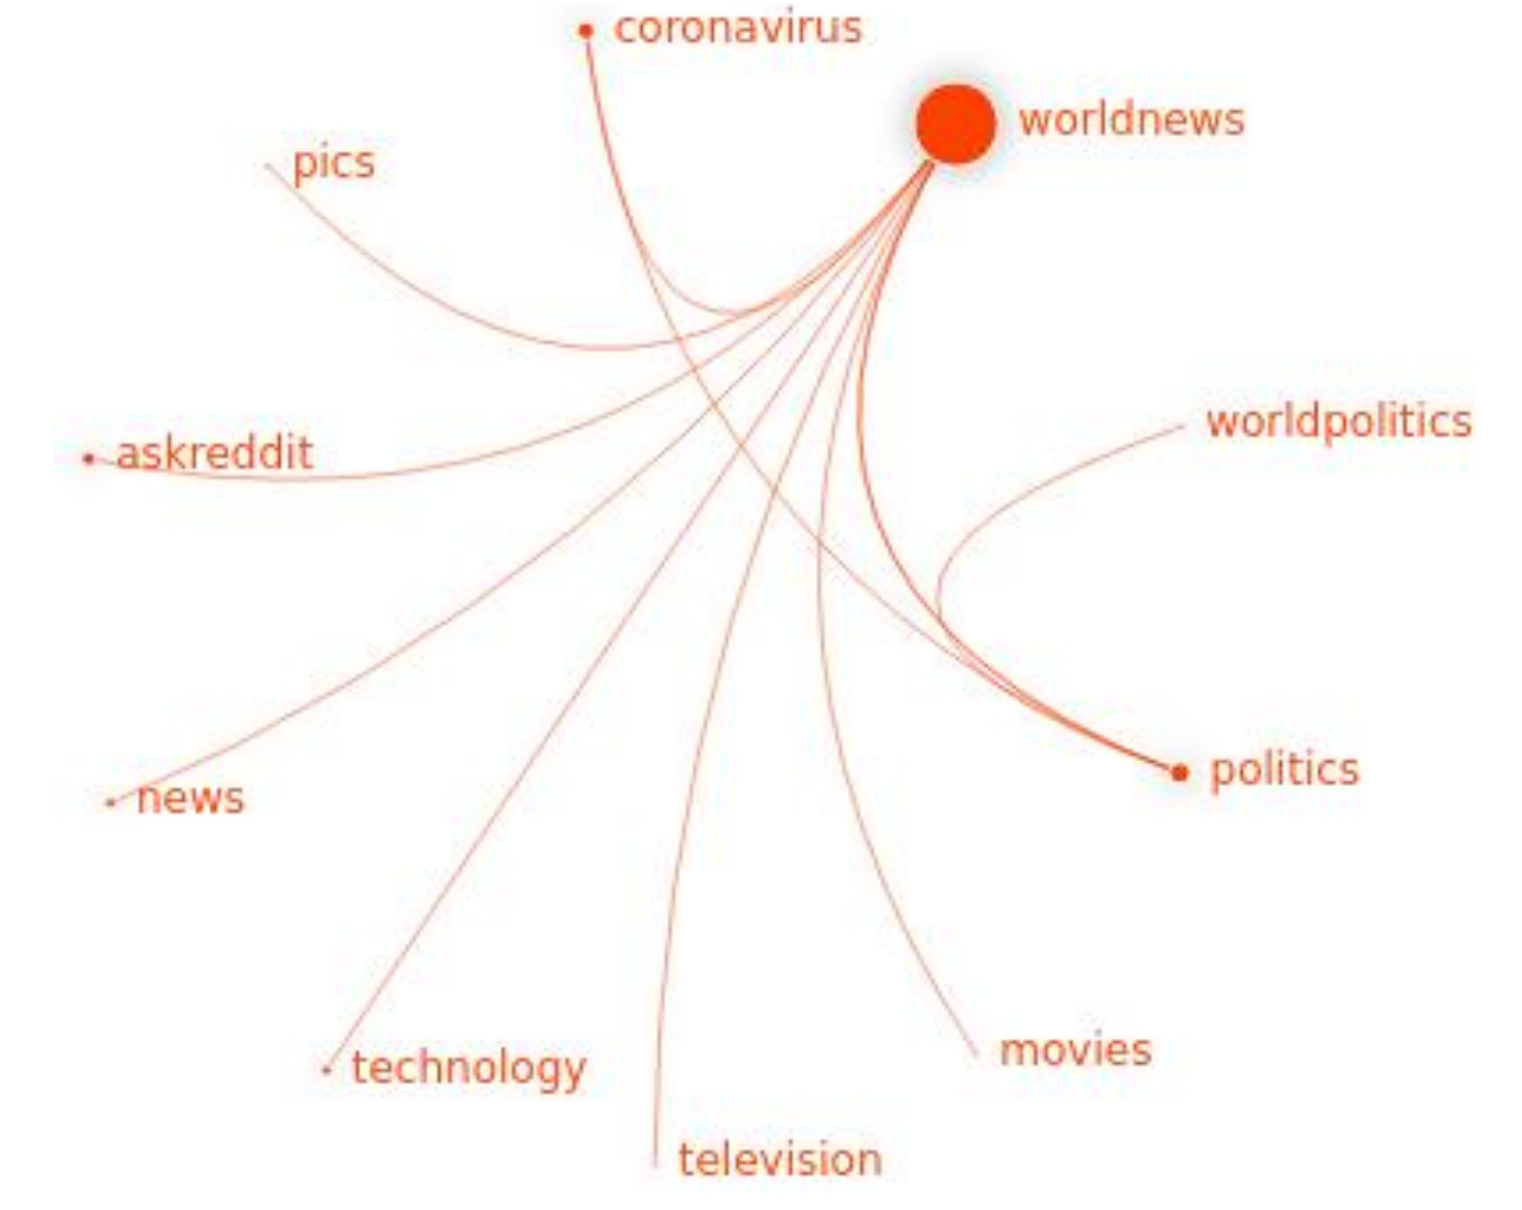 coronavirus
worldnews
pics
worldpolitics
askreddit
politics
news
movies
technology
television